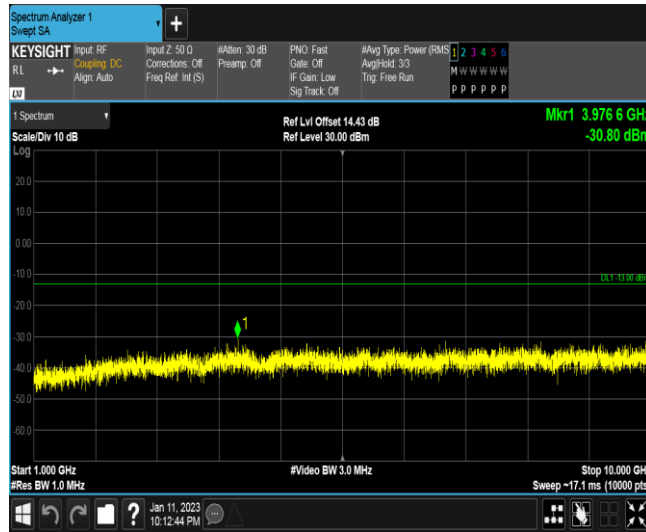 Spectrum Analyzer 1
Swept SA
KEYSIGHT
RL
LXI
Input: RF
Coupling: DC
Align: Auto
Input Z: 50 Ω
Corrections: Off
Freq Ref: Int (S)
#Atten: 30 dB
Preamp: Off
PNO: Fast
Gate: Off
IF Gain: Low
Sig Track: Off
#Avg Type: Power (RMS
Avg|Hold: 3/3
Trig: Free Run
1 2 3 4 5 6
M W W W W W
P P P P P P
1 Spectrum
Scale/Div 10 dB
Log
Ref Lvl Offset 14.43 dB
Ref Level 30.00 dBm
Mkr1 3.976 6 GHz
-30.80 dBm
20.0
10.0
0.00
-10.0
DL1 -13.00 dBm
-20.0
-30.0
1
-40.0
-50.0
-60.0
Start 1.000 GHz
#Res BW 1.0 MHz
#Video BW 3.0 MHz
Stop 10.000 GHz
Sweep ~17.1 ms (10000 pts
?
Jan 11, 2023
10:12:44 PM